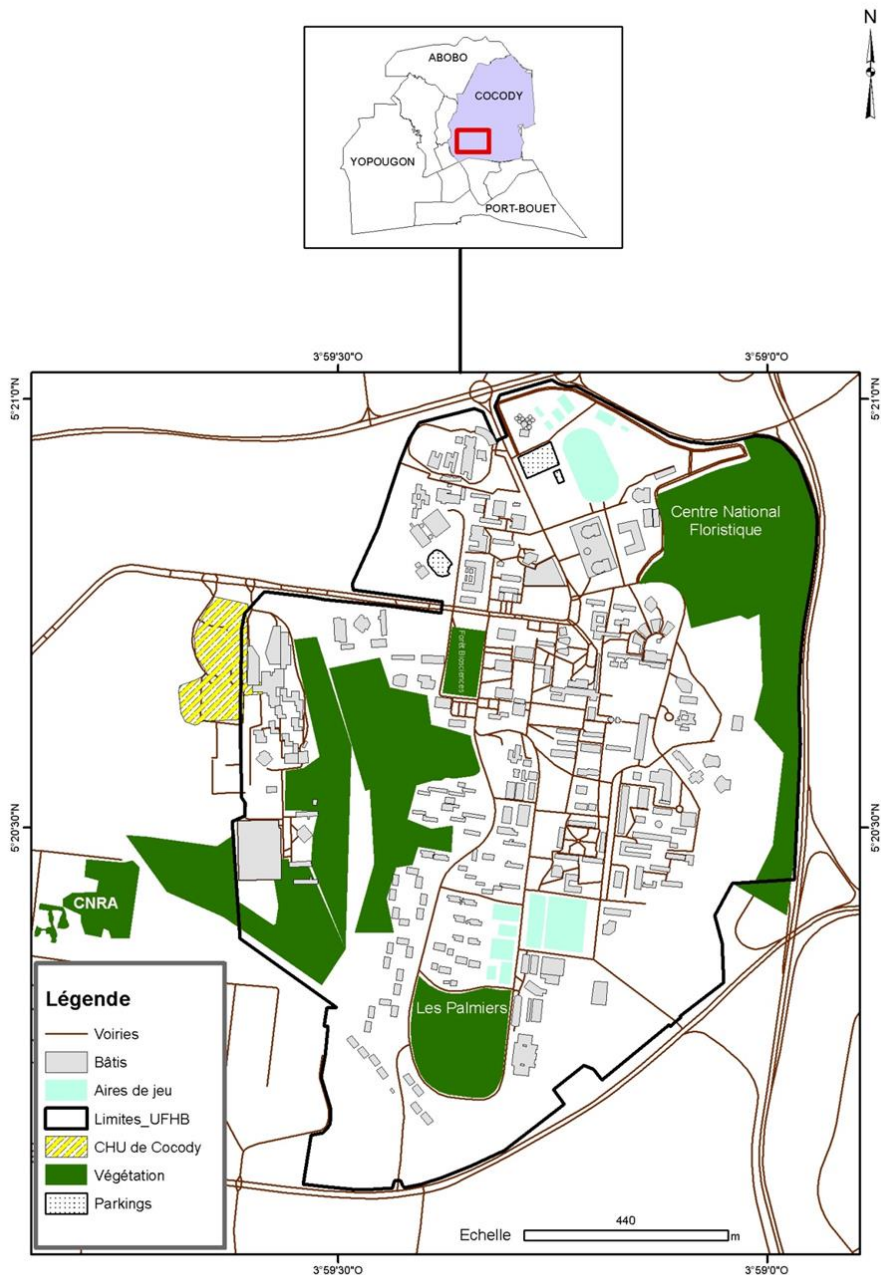 N
ABOBO
COCODY
YOPOUGON
PORT-BOUET
3°59'30"O
3°59'0"O
5°21'0"N
5°21'0"N
Centre National
Floristique
Forêt Biosciences
5°20'30"N
5°20'30"N
CNRA
Les Palmiers
Légende
Voiries
Bâtis
Aires de jeu
Limites_UFHB
CHU de Cocody
Végétation
Parkings
440
Echelle
m
3°59'30"O
3°59'0"O